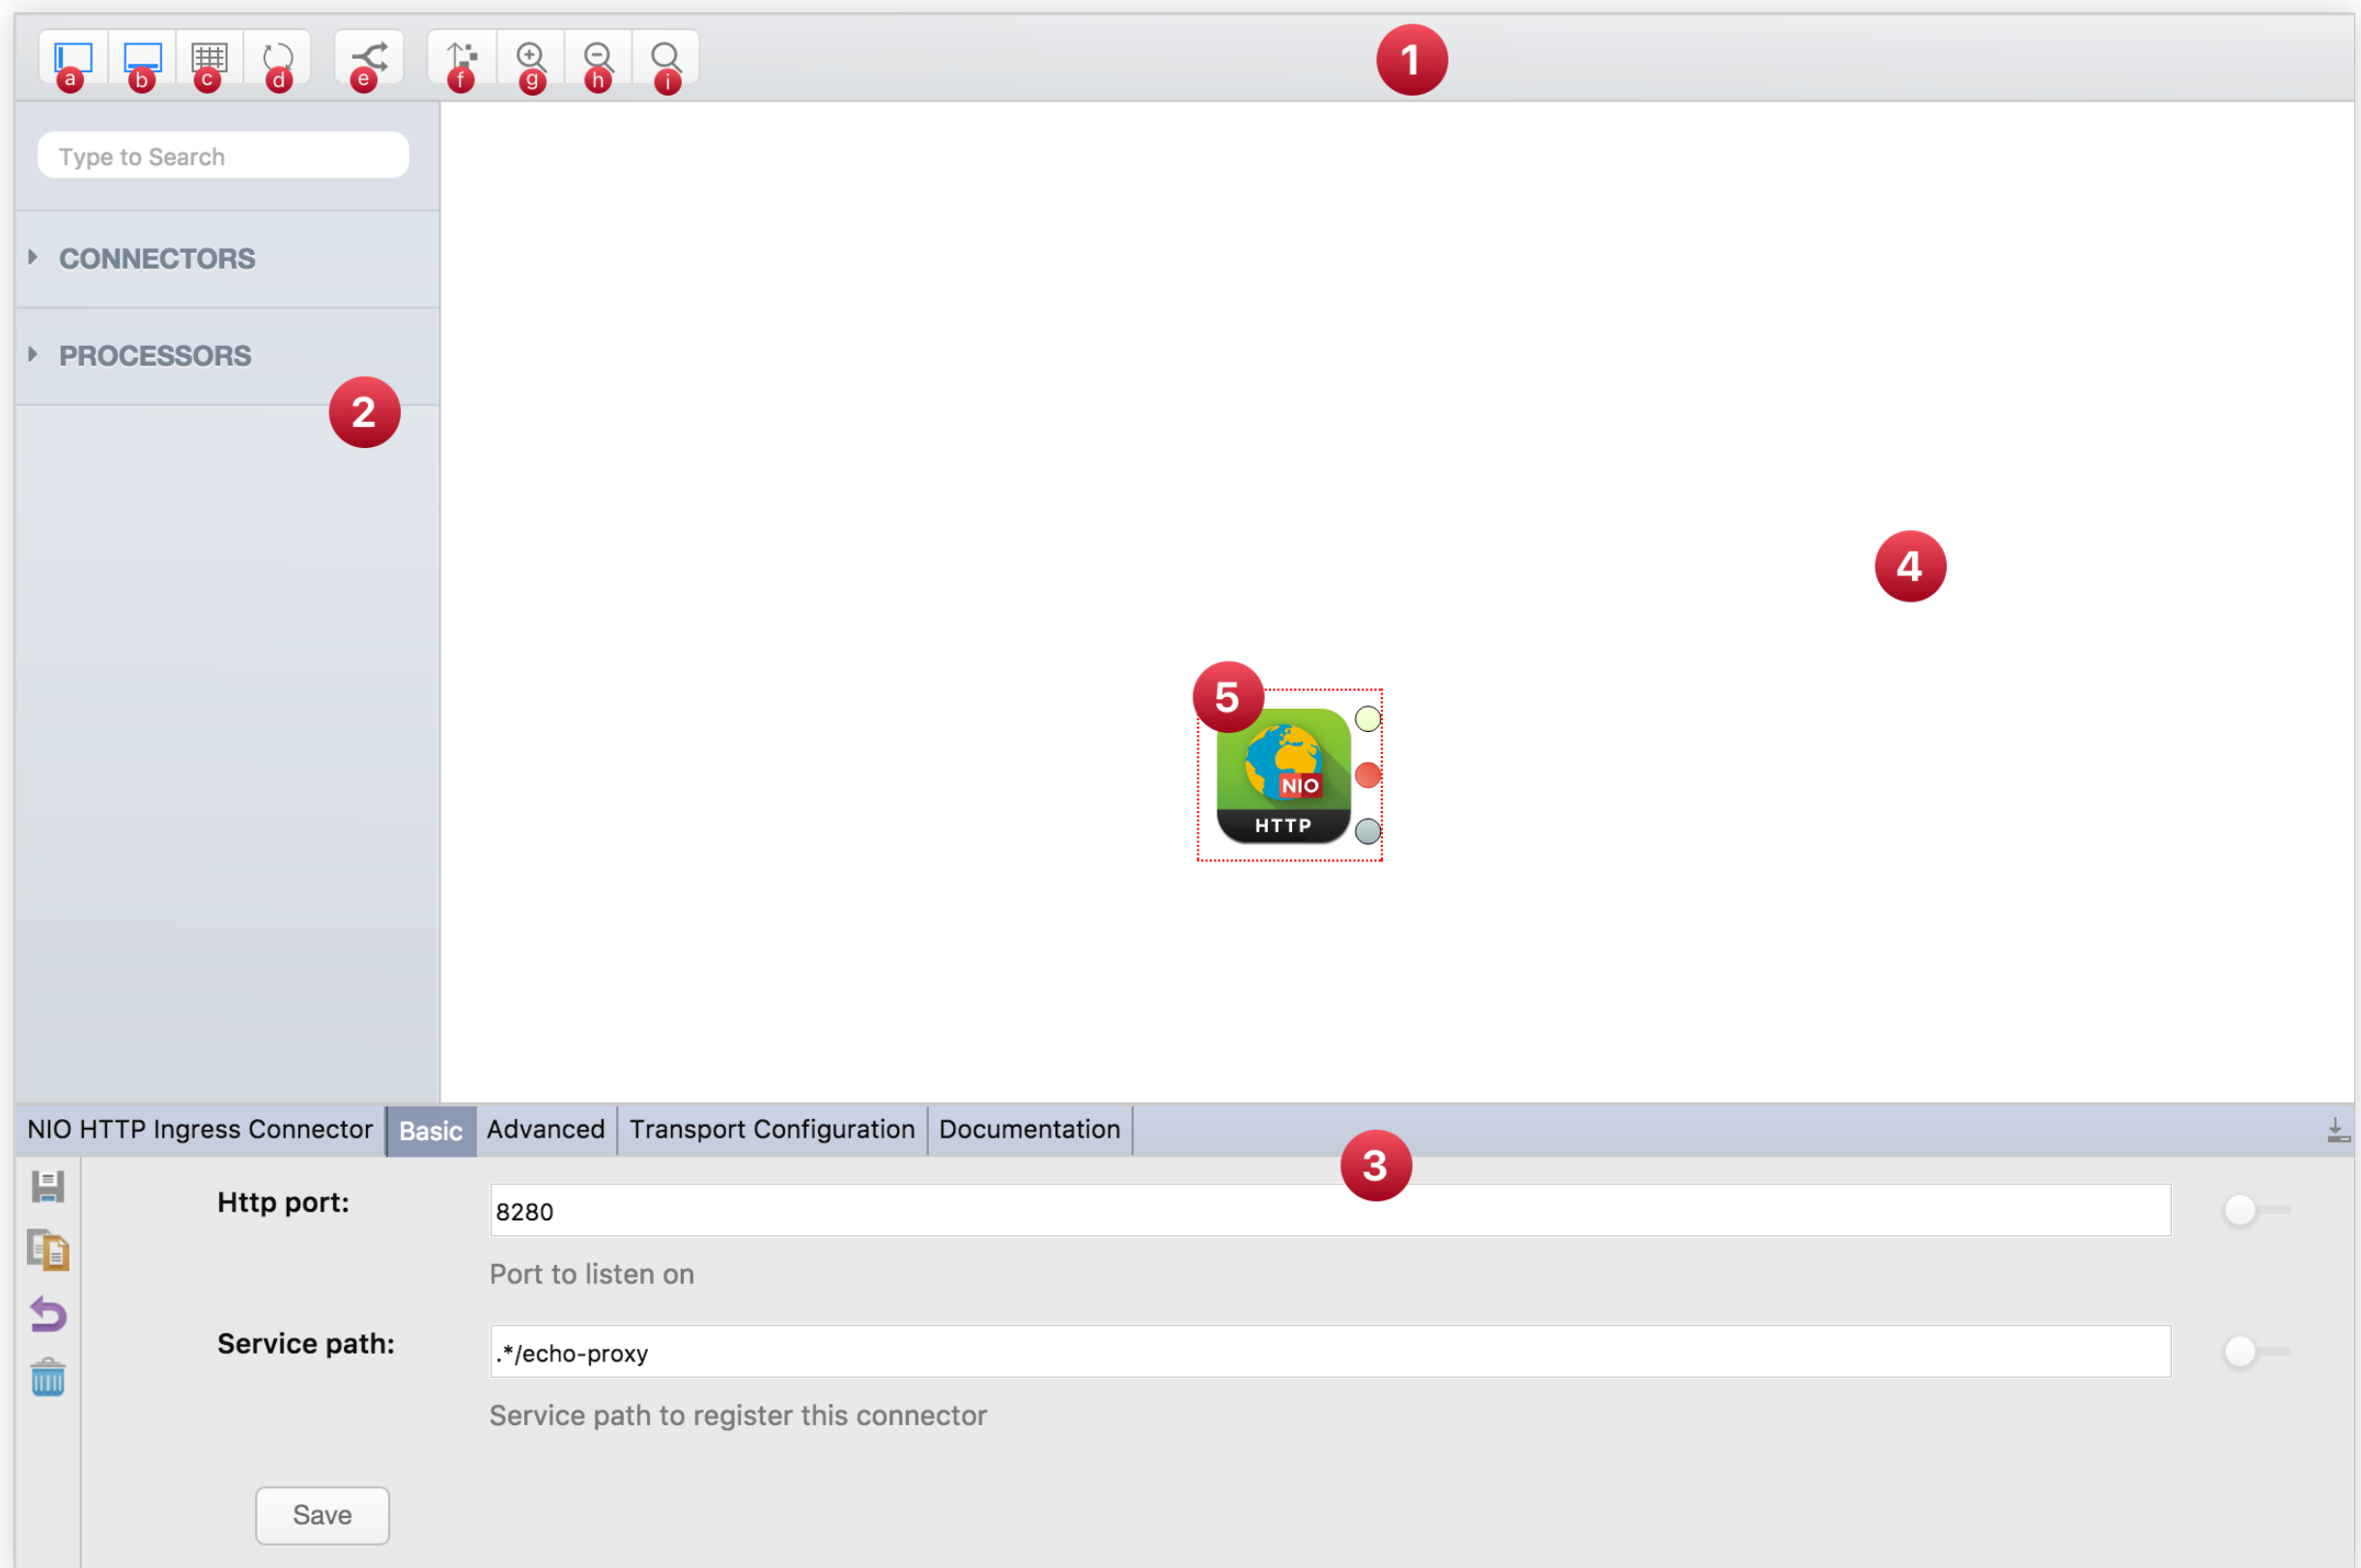 1
a b c d e f g h i
Type to Search
CONNECTORS
PROCESSORS
2
4
5
NIO
HTTP
NIO HTTP Ingress Connector Basic Advanced Transport Configuration Documentation
3
Http port: 8280
Port to listen on
Service path: .*/echo-proxy
Service path to register this connector
Save